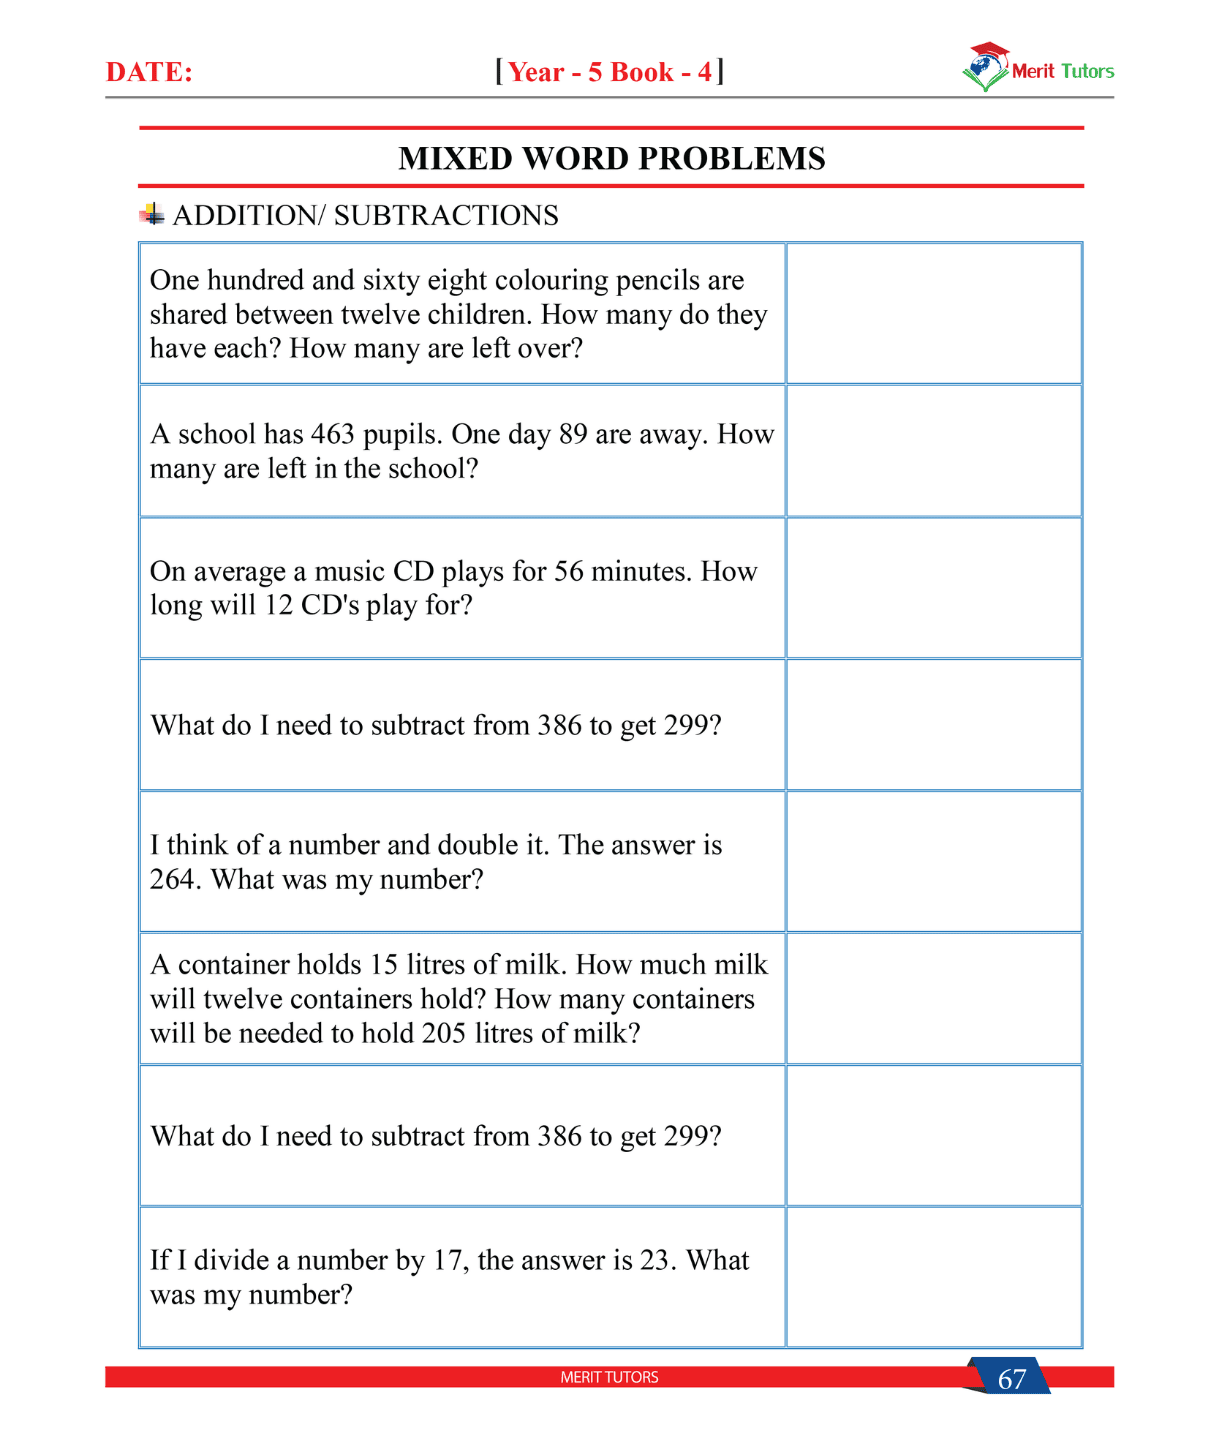 DATE:
[Year - 5 Book - 4]
Merit Tutors
MIXED WORD PROBLEMS
ADDITION/ SUBTRACTIONS
One hundred and sixty eight colouring pencils are
shared between twelve children. How many do they
have each? How many are left over?
A school has 463 pupils. One day 89 are away. How
many are left in the school?
On average a music CD plays for 56 minutes. How
long will 12 CD's play for?
What do I need to subtract from 386 to get 299?
I think of a number and double it. The answer is
264. What was my number?
A container holds 15 litres of milk. How much milk
will twelve containers hold? How many containers
will be needed to hold 205 litres of milk?
What do I need to subtract from 386 to get 299?
If I divide a number by 17, the answer is 23. What
was my number?
MERIT TUTORS
67